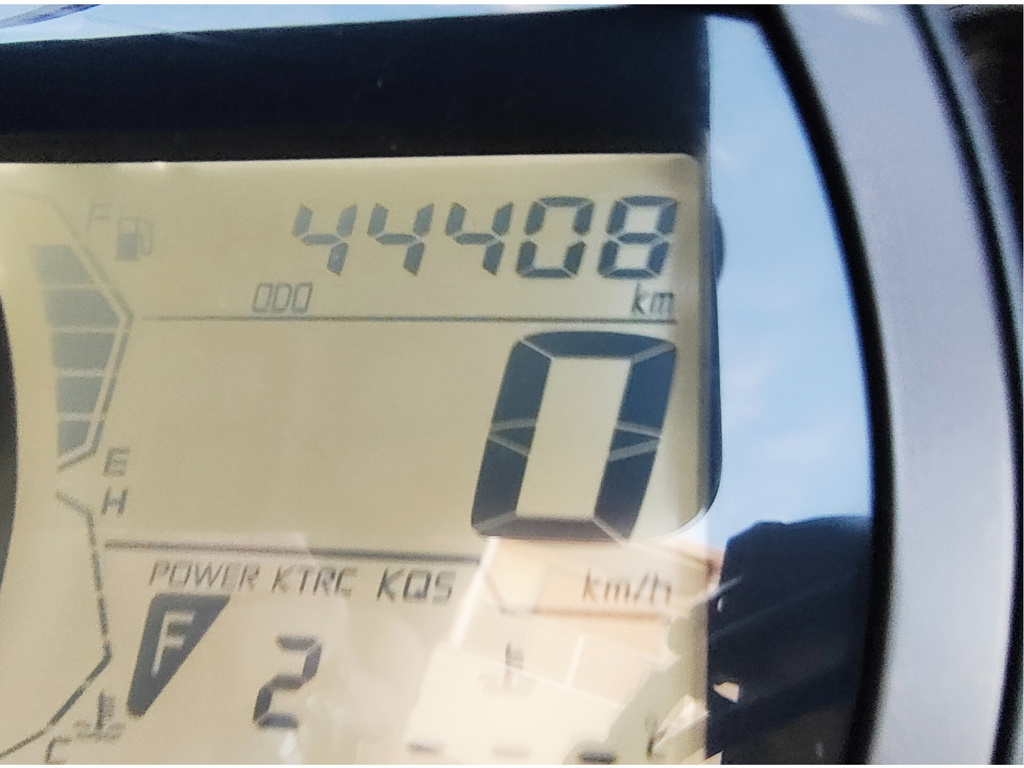 F
44408
ODO km
0
E
H
POWER KTRC KQS km/h
F 2
C
- - - °C